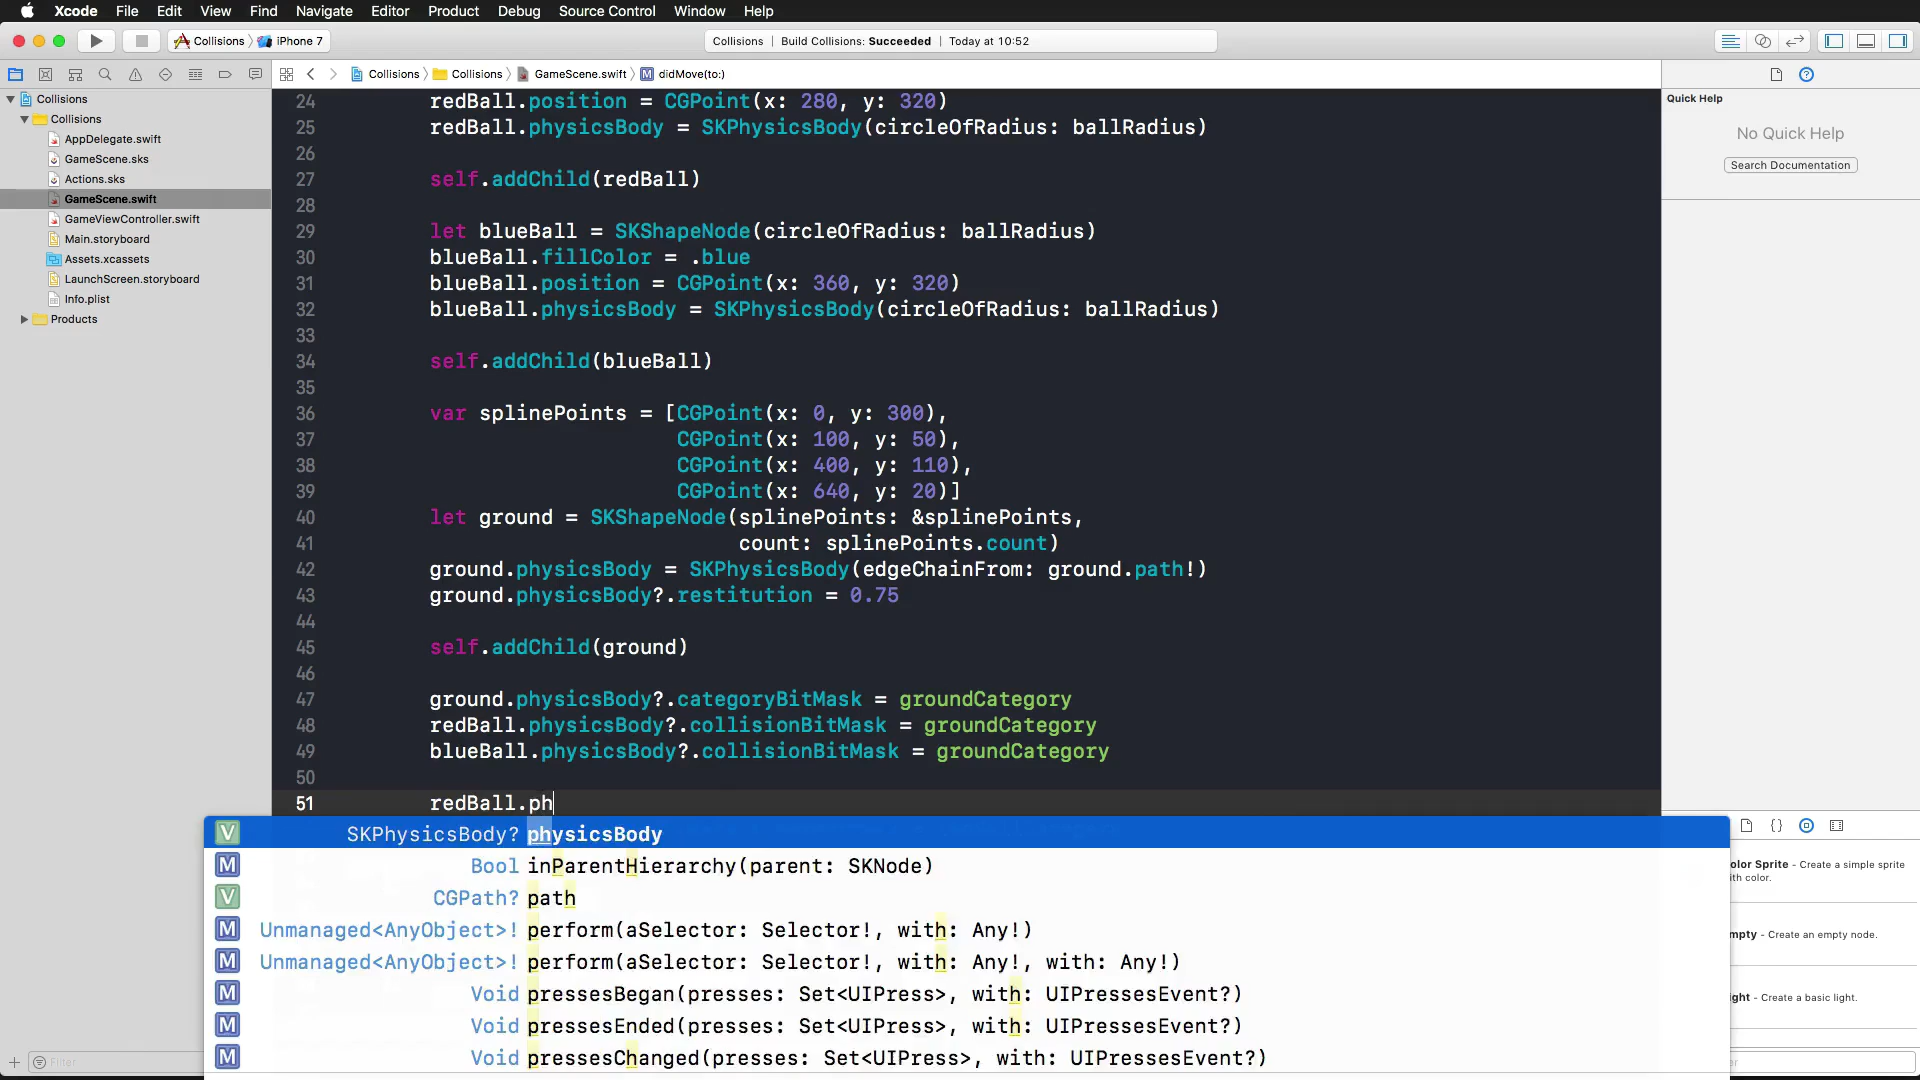 Xcode File Edit View Find Navigate Editor Product Debug Source Control Window Help
Collisions iPhone 7
Collisions | Build Collisions: Succeeded | Today at 10:52
Collisions Collisions GameScene.swift M didMove(to:)
Collisions
Collisions
AppDelegate.swift
GameScene.sks
Actions.sks
GameScene.swift
GameViewController.swift
Main.storyboard
Assets.xcassets
LaunchScreen.storyboard
Info.plist
Products
Filter
24 redBall.position = CGPoint(x: 280, y: 320)
25 redBall.physicsBody = SKPhysicsBody(circleOfRadius: ballRadius)
26
27 self.addChild(redBall)
28
29 let blueBall = SKShapeNode(circleOfRadius: ballRadius)
30 blueBall.fillColor = .blue
31 blueBall.position = CGPoint(x: 360, y: 320)
32 blueBall.physicsBody = SKPhysicsBody(circleOfRadius: ballRadius)
33
34 self.addChild(blueBall)
35
36 var splinePoints = [CGPoint(x: 0, y: 300),
37 CGPoint(x: 100, y: 50),
38 CGPoint(x: 400, y: 110),
39 CGPoint(x: 640, y: 20)]
40 let ground = SKShapeNode(splinePoints: &splinePoints,
41 count: splinePoints.count)
42 ground.physicsBody = SKPhysicsBody(edgeChainFrom: ground.path!)
43 ground.physicsBody?.restitution = 0.75
44
45 self.addChild(ground)
46
47 ground.physicsBody?.categoryBitMask = groundCategory
48 redBall.physicsBody?.collisionBitMask = groundCategory
49 blueBall.physicsBody?.collisionBitMask = groundCategory
50
51 redBall.ph
V SKPhysicsBody? physicsBody
M Bool inParentHierarchy(parent: SKNode)
V CGPath? path
M Unmanaged<AnyObject>! perform(aSelector: Selector!, with: Any!)
M Unmanaged<AnyObject>! perform(aSelector: Selector!, with: Any!, with: Any!)
M Void pressesBegan(presses: Set<UIPress>, with: UIPressesEvent?)
M Void pressesEnded(presses: Set<UIPress>, with: UIPressesEvent?)
M Void pressesChanged(presses: Set<UIPress>, with: UIPressesEvent?)
Quick Help
No Quick Help
Search Documentation
{}
olor Sprite - Create a simple sprite
ith color.
mpty - Create an empty node.
ght - Create a basic light.